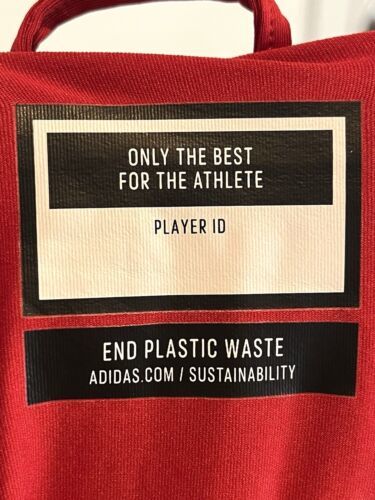 ONLY THE BEST
FOR THE ATHLETE
PLAYER ID
END PLASTIC WASTE
ADIDAS.COM / SUSTAINABILITY